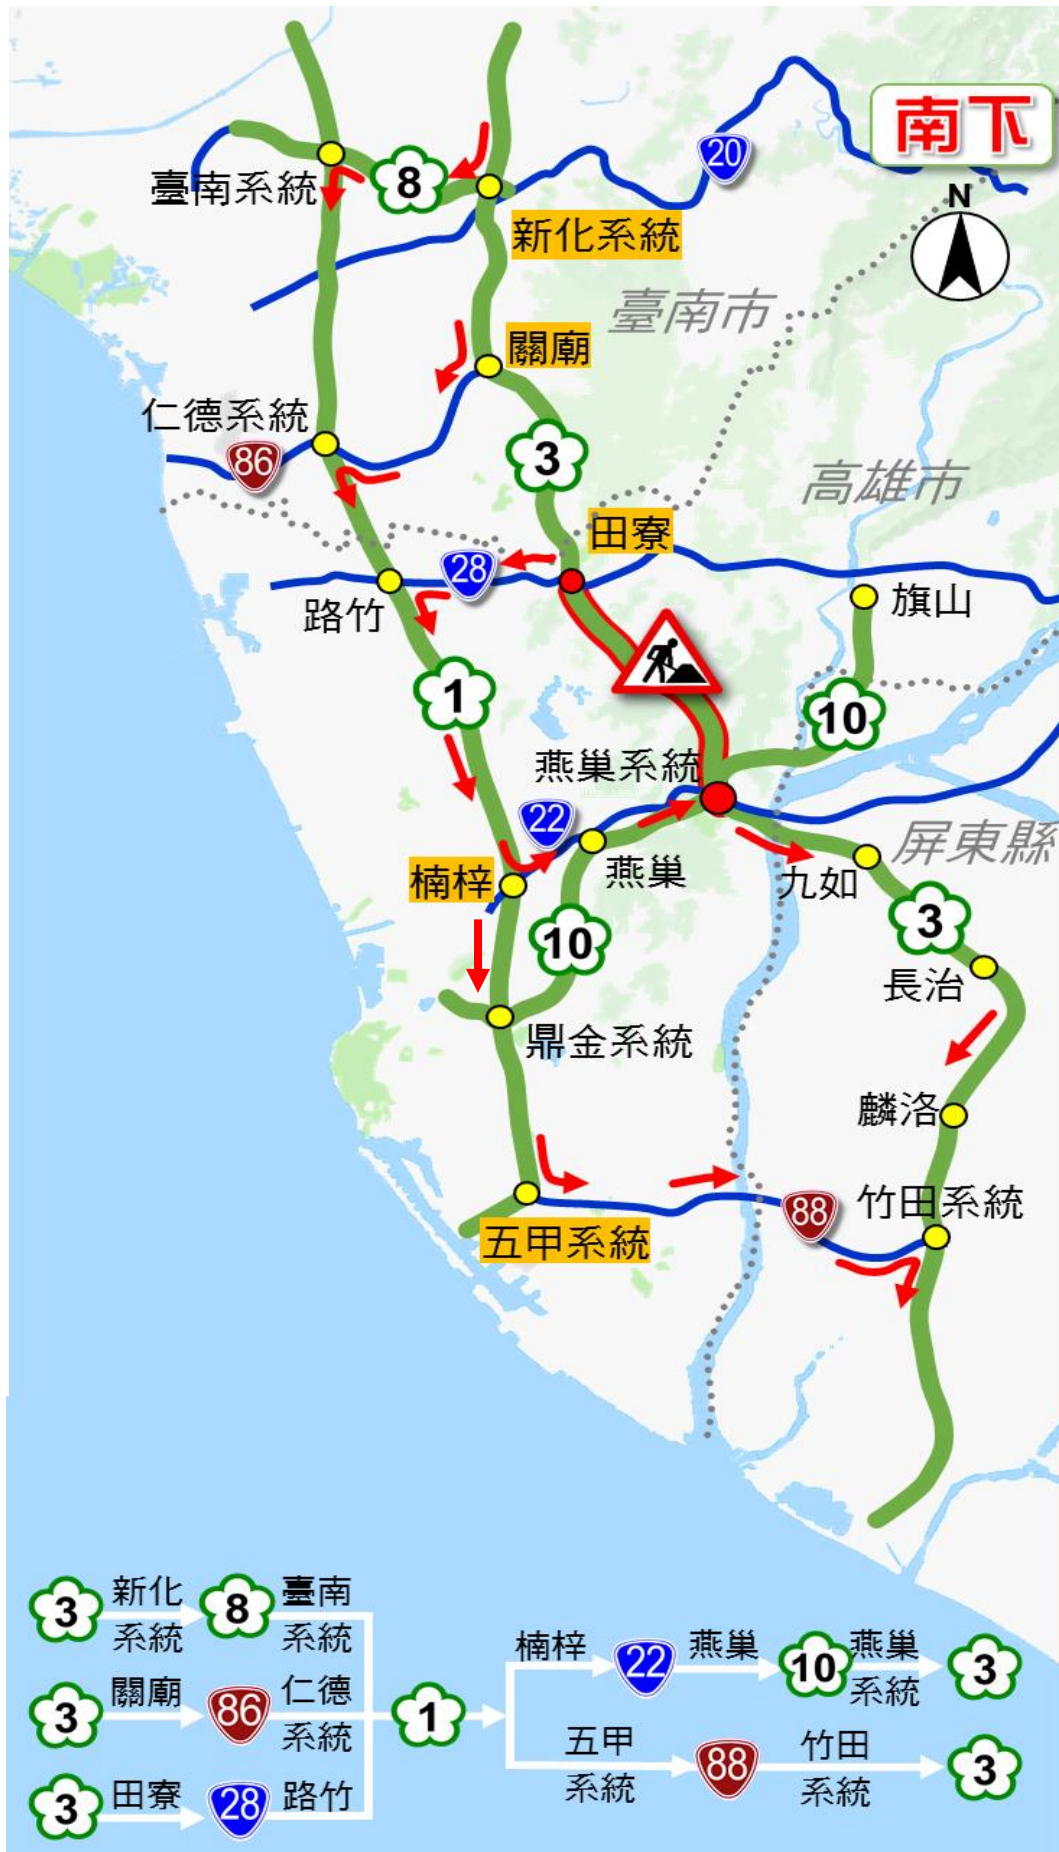 南下
20
N
8
臺南系統
新化系統
臺南市
關廟
仁德系統
86
3
高雄市
田寮
28
路竹
旗山
1
10
燕巢系統
22
屏東縣
燕巢
九如
楠梓
3
10
長治
鼎金系統
麟洛
竹田系統
88
五甲系統
3 新化系統 8 臺南系統
3 關廟 86 仁德系統
3 田寮 28 路竹
1
楠梓 22 燕巢 10 燕巢系統 3
五甲系統 88 竹田系統 3